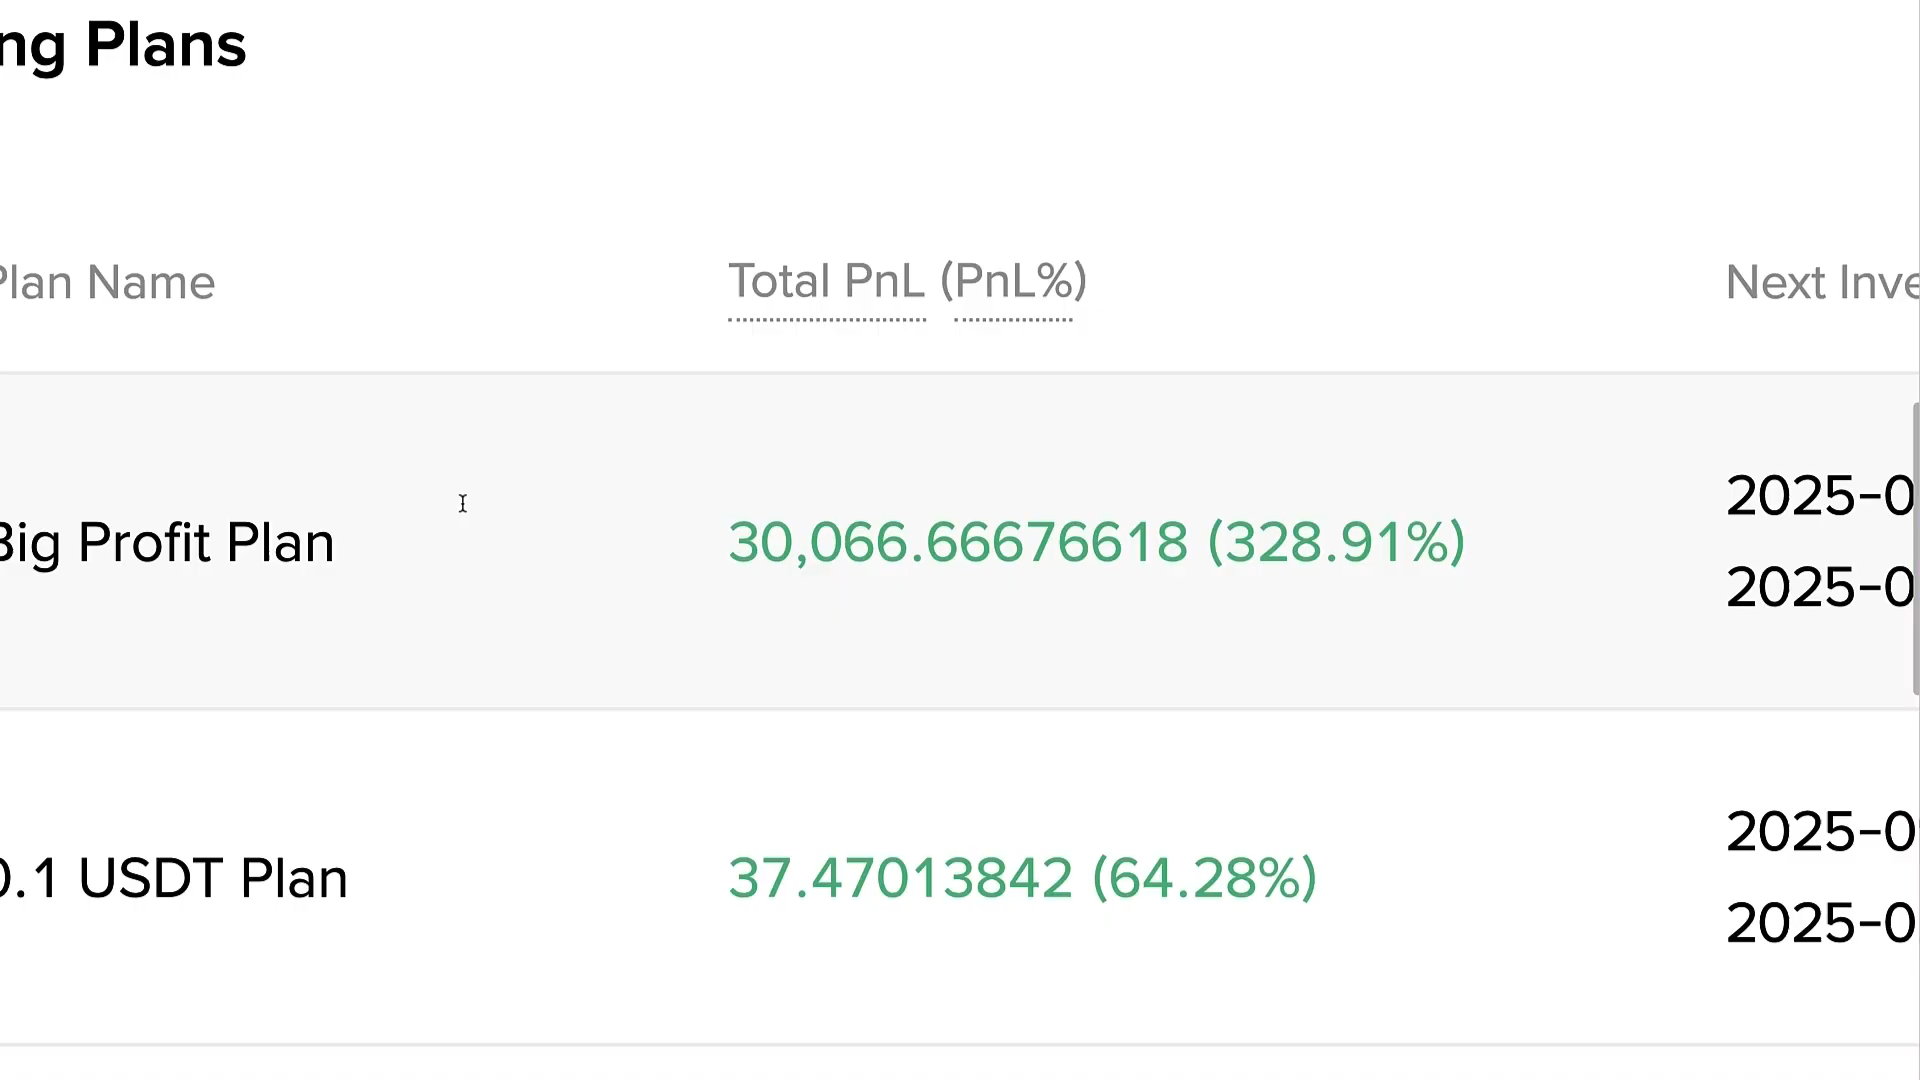 ng Plans
Plan Name
Total PnL (PnL%)
Next Inve
Big Profit Plan
30,066.66676618 (328.91%)
2025-0
2025-0
0.1 USDT Plan
37.47013842 (64.28%)
2025-0
2025-0